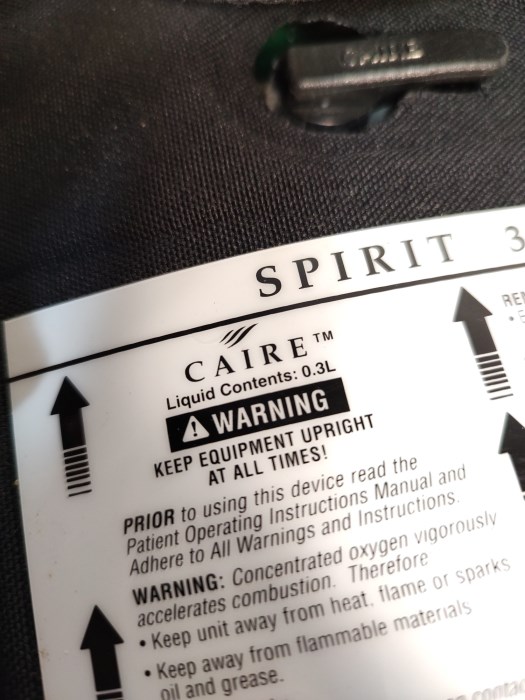 SPIRIT 3
CAIRE™
Liquid Contents: 0.3L
WARNING
KEEP EQUIPMENT UPRIGHT
AT ALL TIMES!
PRIOR to using this device read the
Patient Operating Instructions Manual and
Adhere to All Warnings and Instructions.
WARNING: Concentrated oxygen vigorously
accelerates combustion. Therefore
• Keep unit away from heat, flame or sparks
• Keep away from flammable materials
oil and grease.